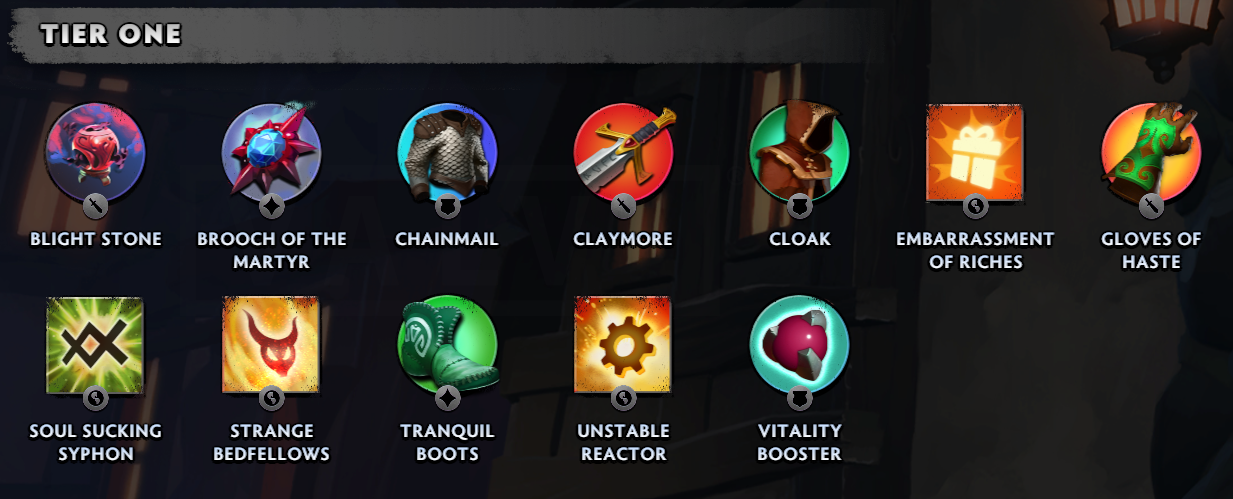 TIER ONE
BLIGHT STONE
BROOCH OF THE
MARTYR
CHAINMAIL
CLAYMORE
CLOAK
EMBARRASSMENT
OF RICHES
GLOVES OF
HASTE
SOUL SUCKING
SYPHON
STRANGE
BEDFELLOWS
TRANQUIL
BOOTS
UNSTABLE
REACTOR
VITALITY
BOOSTER